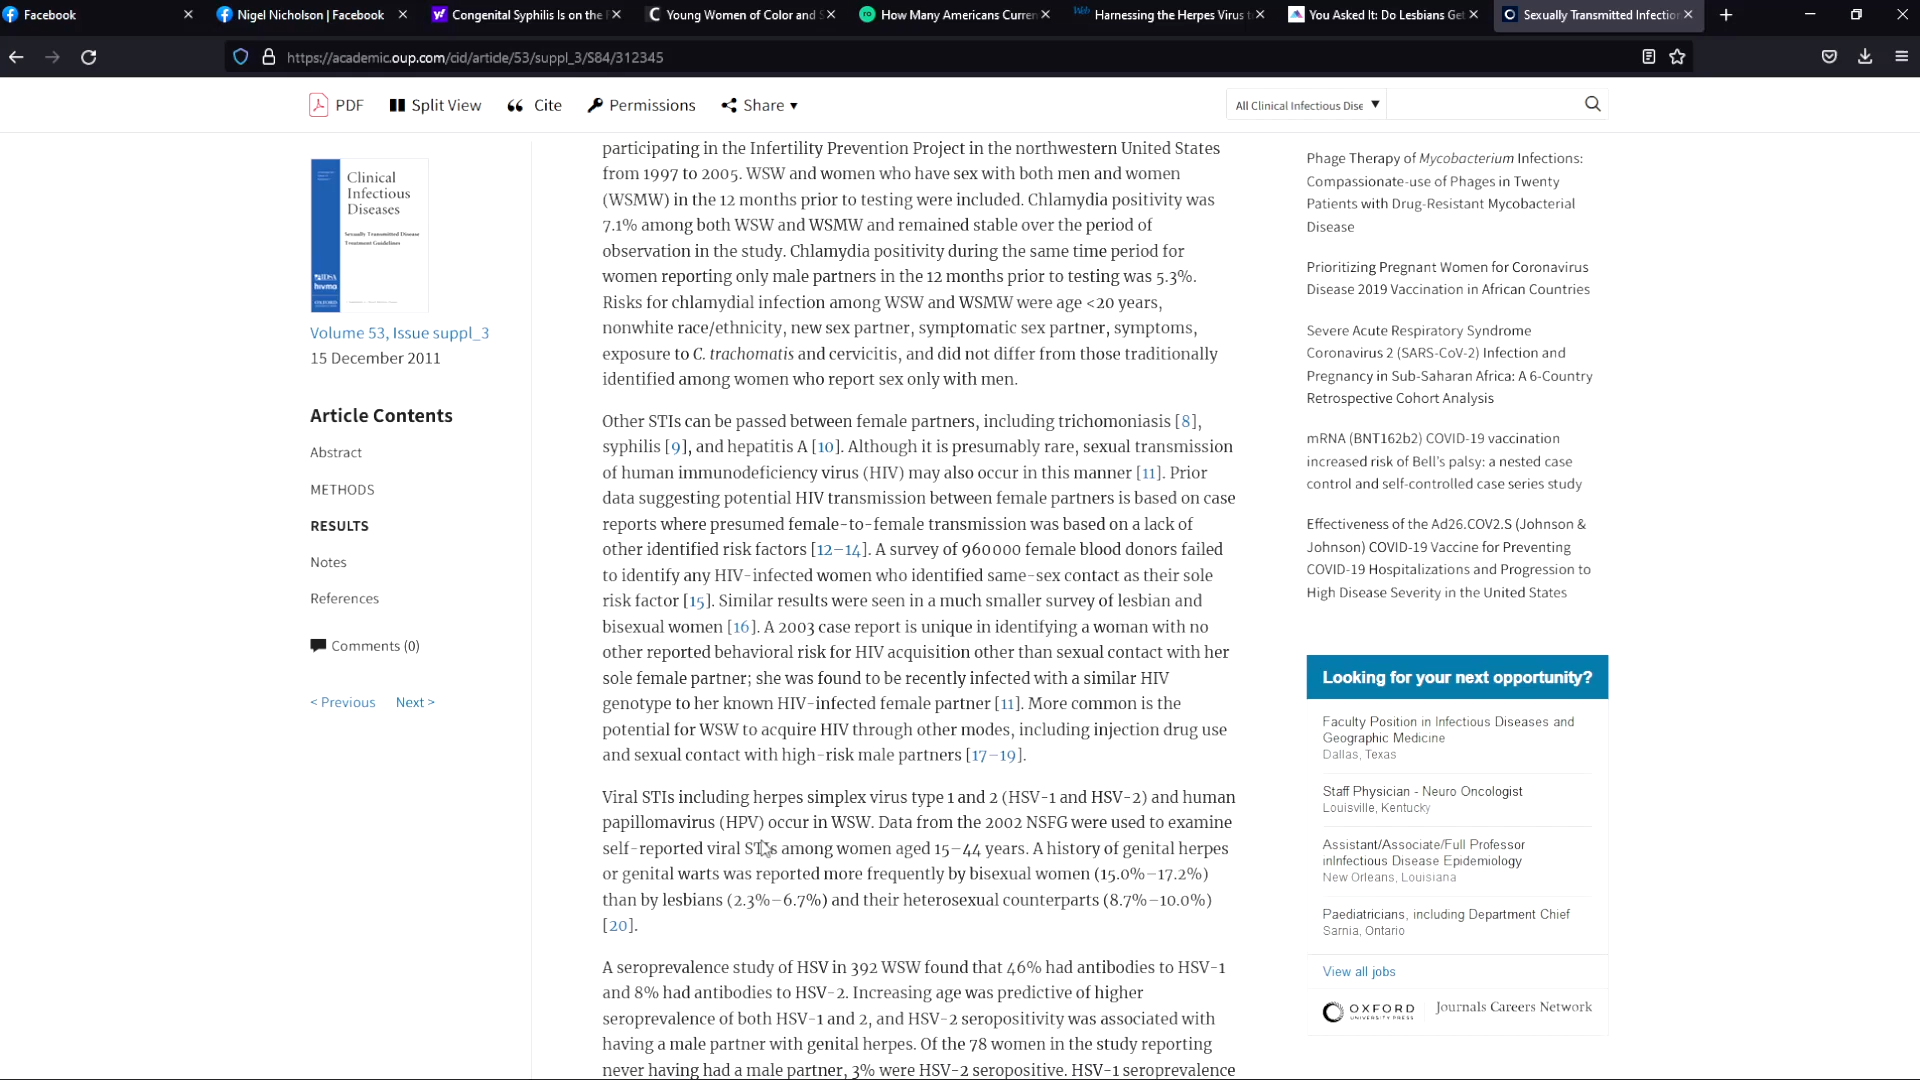 Facebook
Nigel Nicholson | Facebook
Congenital Syphilis Is on the
Young Women of Color and S
How Many Americans Curren
Harnessing the Herpes Virus t
You Asked It: Do Lesbians Get
Sexually Transmitted Infection
https://academic.oup.com/cid/article/53/suppl_3/S84/312345
PDF
Split View
Cite
Permissions
Share
All Clinical Infectious Dise
Clinical
Infectious
Diseases
Sexually Transmitted Disease
Treatment Guidelines
IDSA
hivma
OXFORD
Volume 53, Issue suppl_3
15 December 2011
Article Contents
Abstract
METHODS
RESULTS
Notes
References
Comments (0)
< Previous Next >
participating in the Infertility Prevention Project in the northwestern United States
from 1997 to 2005. WSW and women who have sex with both men and women
(WSMW) in the 12 months prior to testing were included. Chlamydia positivity was
7.1% among both WSW and WSMW and remained stable over the period of
observation in the study. Chlamydia positivity during the same time period for
women reporting only male partners in the 12 months prior to testing was 5.3%.
Risks for chlamydial infection among WSW and WSMW were age <20 years,
nonwhite race/ethnicity, new sex partner, symptomatic sex partner, symptoms,
exposure to C. trachomatis and cervicitis, and did not differ from those traditionally
identified among women who report sex only with men.
Other STIs can be passed between female partners, including trichomoniasis [8],
syphilis [9], and hepatitis A [10]. Although it is presumably rare, sexual transmission
of human immunodeficiency virus (HIV) may also occur in this manner [11]. Prior
data suggesting potential HIV transmission between female partners is based on case
reports where presumed female-to-female transmission was based on a lack of
other identified risk factors [12–14]. A survey of 960000 female blood donors failed
to identify any HIV-infected women who identified same-sex contact as their sole
risk factor [15]. Similar results were seen in a much smaller survey of lesbian and
bisexual women [16]. A 2003 case report is unique in identifying a woman with no
other reported behavioral risk for HIV acquisition other than sexual contact with her
sole female partner; she was found to be recently infected with a similar HIV
genotype to her known HIV-infected female partner [11]. More common is the
potential for WSW to acquire HIV through other modes, including injection drug use
and sexual contact with high-risk male partners [17–19].
Viral STIs including herpes simplex virus type 1 and 2 (HSV-1 and HSV-2) and human
papillomavirus (HPV) occur in WSW. Data from the 2002 NSFG were used to examine
self-reported viral STIs among women aged 15–44 years. A history of genital herpes
or genital warts was reported more frequently by bisexual women (15.0%–17.2%)
than by lesbians (2.3%–6.7%) and their heterosexual counterparts (8.7%–10.0%)
[20].
A seroprevalence study of HSV in 392 WSW found that 46% had antibodies to HSV-1
and 8% had antibodies to HSV-2. Increasing age was predictive of higher
seroprevalence of both HSV-1 and 2, and HSV-2 seropositivity was associated with
having a male partner with genital herpes. Of the 78 women in the study reporting
never having had a male partner, 3% were HSV-2 seropositive. HSV-1 seroprevalence
Phage Therapy of Mycobacterium Infections:
Compassionate-use of Phages in Twenty
Patients with Drug-Resistant Mycobacterial
Disease
Prioritizing Pregnant Women for Coronavirus
Disease 2019 Vaccination in African Countries
Severe Acute Respiratory Syndrome
Coronavirus 2 (SARS-CoV-2) Infection and
Pregnancy in Sub-Saharan Africa: A 6-Country
Retrospective Cohort Analysis
mRNA (BNT162b2) COVID-19 vaccination
increased risk of Bell's palsy: a nested case
control and self-controlled case series study
Effectiveness of the Ad26.COV2.S (Johnson &
Johnson) COVID-19 Vaccine for Preventing
COVID-19 Hospitalizations and Progression to
High Disease Severity in the United States
Looking for your next opportunity?
Faculty Position in Infectious Diseases and
Geographic Medicine
Dallas, Texas
Staff Physician - Neuro Oncologist
Louisville, Kentucky
Assistant/Associate/Full Professor
inInfectious Disease Epidemiology
New Orleans, Louisiana
Paediatricians, including Department Chief
Sarnia, Ontario
View all jobs
OXFORD
UNIVERSITY PRESS
Journals Careers Network